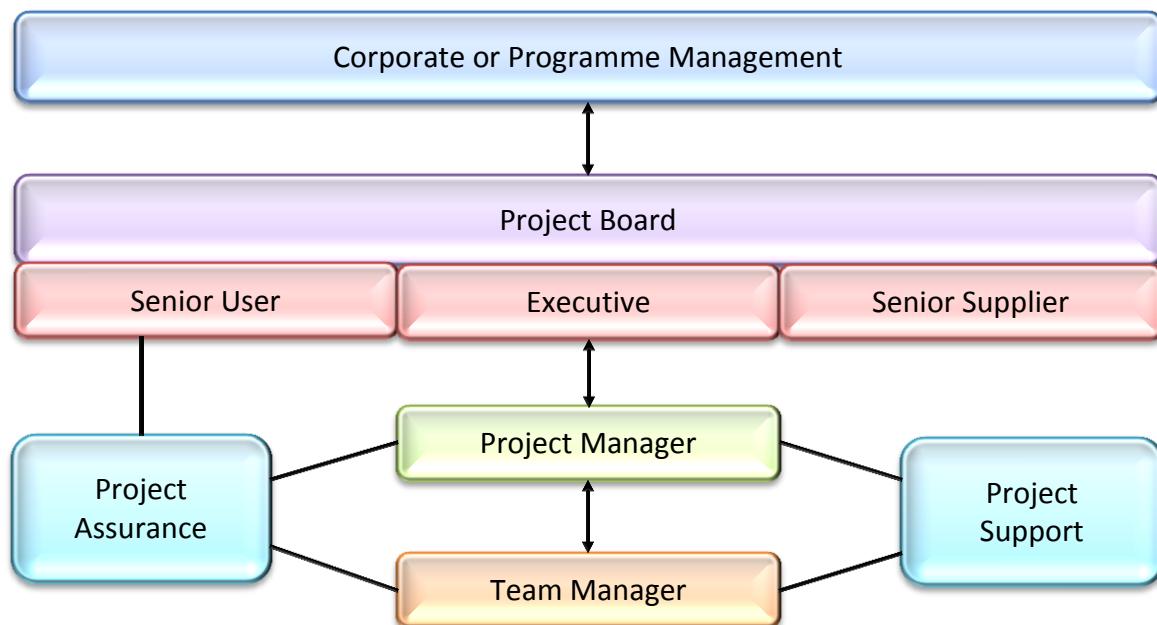 Corporate or Programme Management
Project Board
Senior User
Executive
Senior Supplier
Project Manager
Project
Assurance
Project
Support
Team Manager